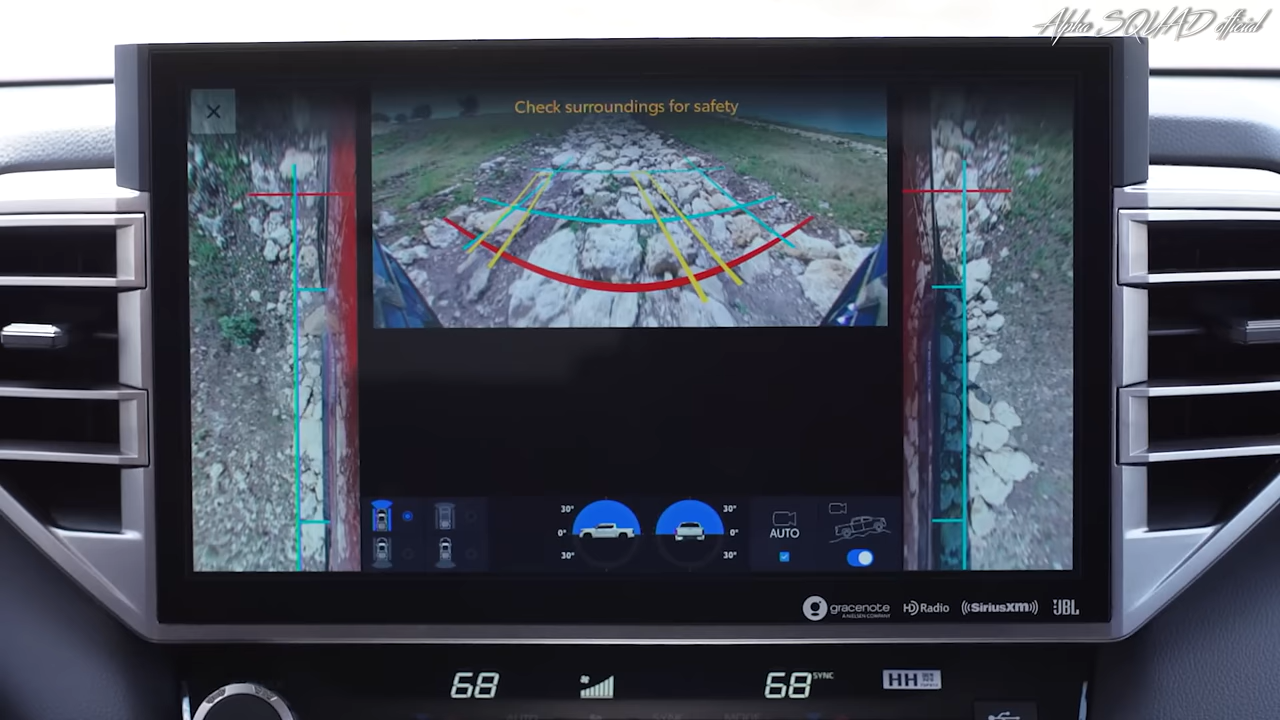 Alpha SQUAD official
Check surroundings for safety
30° 30°
0° 0°
30° 30°
AUTO
gracenote
A NIELSEN COMPANY
HD Radio
((SiriusXM))
JBL
68
68 SYNC